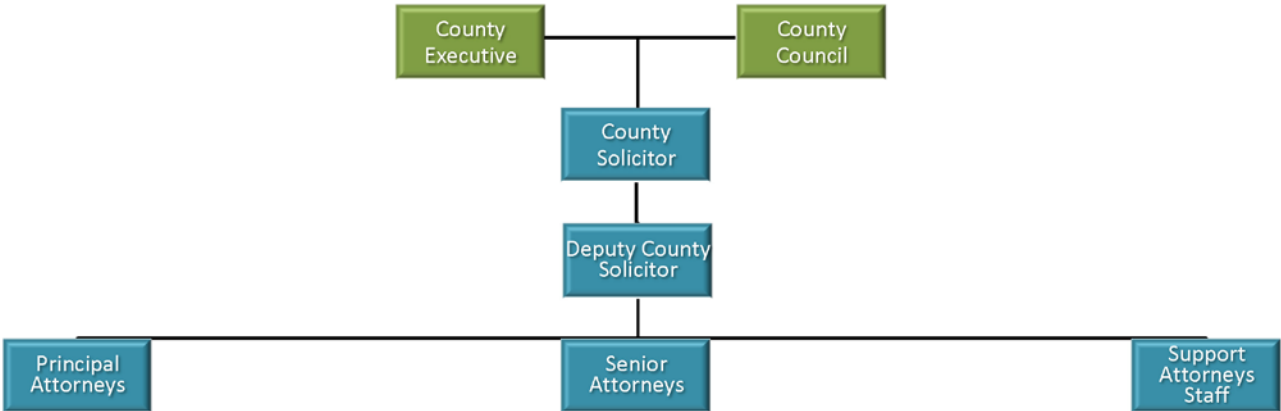 County
Executive
County
Council
County
Solicitor
Deputy County
Solicitor
Principal
Attorneys
Senior
Attorneys
Support
Attorneys
Staff